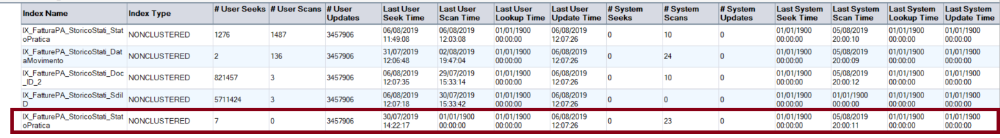 Index Name Index Type # User Seeks # User Scans # User Updates Last User Seek Time Last User Scan Time Last User Lookup Time Last User Update Time # System Seeks # System Scans # System Updates Last System Seek Time Last System Scan Time Last System Lookup Time Last System Update Time
IX_FatturaPA_StoricoStati_StatoPratica NONCLUSTERED 1276 1487 3457906 06/08/2019 11:49:08 06/08/2019 12:03:08 01/01/1900 00:00:00 06/08/2019 12:07:26 0 10 0 01/01/1900 00:00:00 05/08/2019 20:00:10 01/01/1900 00:00:00 01/01/1900 00:00:00
IX_FatturePA_StoricoStati_DataMovimento NONCLUSTERED 2 136 3457906 31/07/2019 12:06:48 02/08/2019 19:47:04 01/01/1900 00:00:00 06/08/2019 12:07:26 0 24 0 01/01/1900 00:00:00 05/08/2019 20:00:09 01/01/1900 00:00:00 01/01/1900 00:00:00
IX_FatturePA_StoricoStati_Doc_ID_2 NONCLUSTERED 821457 3 3457906 06/08/2019 12:07:35 29/07/2019 15:33:14 01/01/1900 00:00:00 06/08/2019 12:07:26 0 10 0 01/01/1900 00:00:00 05/08/2019 20:00:12 01/01/1900 00:00:00 01/01/1900 00:00:00
IX_FatturePA_StoricoStati_SdiID NONCLUSTERED 5711424 3 3457906 06/08/2019 12:07:18 30/07/2019 15:33:42 01/01/1900 00:00:00 06/08/2019 12:07:26 0 0 0 01/01/1900 00:00:00 01/01/1900 00:00:00 01/01/1900 00:00:00 01/01/1900 00:00:00
IX_FatturePA_StoricoStati_StatoPratica NONCLUSTERED 7 0 3457906 30/07/2019 14:22:17 01/01/1900 00:00:00 01/01/1900 00:00:00 06/08/2019 12:07:26 0 23 0 01/01/1900 00:00:00 05/08/2019 20:00:11 01/01/1900 00:00:00 01/01/1900 00:00:00